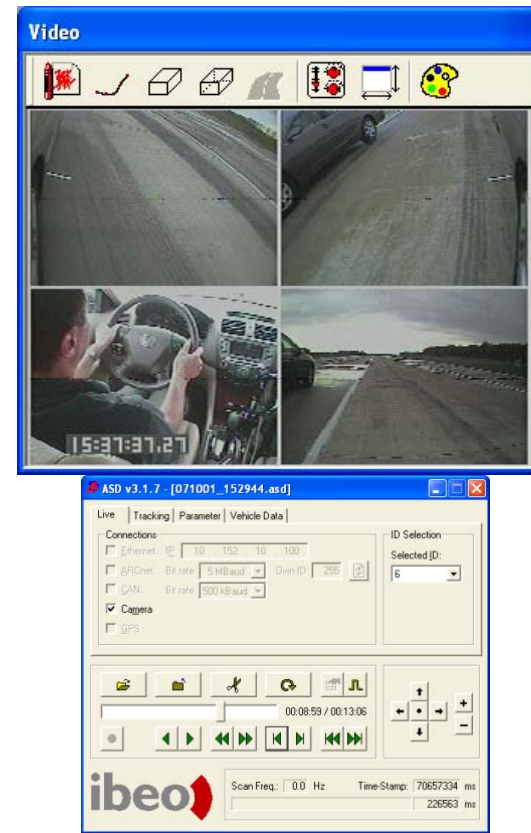 Video
15:37:37.27
ASD v3.1.7 - [071001_152944.asd]
Live Tracking Parameter Vehicle Data
Connections
Ethernet: IP: 10 . 152 . 10 . 100
ARCnet: Bit rate 5 MBaud Own ID 255
CAN: Bit rate 500 kBaud
Camera
GPS
ID Selection
Selected ID:
6
00:08:59 / 00:13:06
+
−
ibeo
Scan Freq.: 0.0 Hz Time-Stamp: 70657334 ms
226563 ms